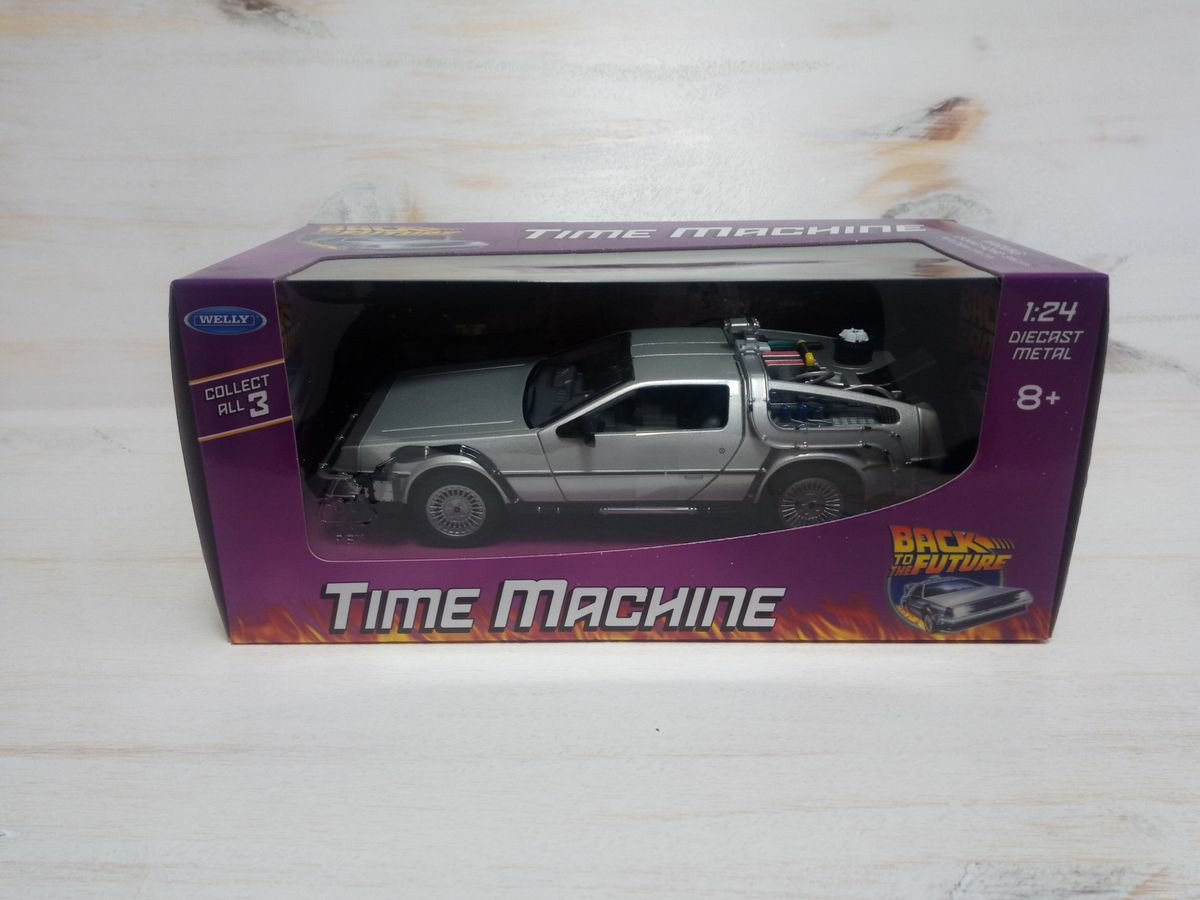 TIME MACHINE
WELLY
COLLECT
ALL 3
1:24
DIECAST
METAL
8+
BACK
TO THE FUTURE
TIME MACHINE